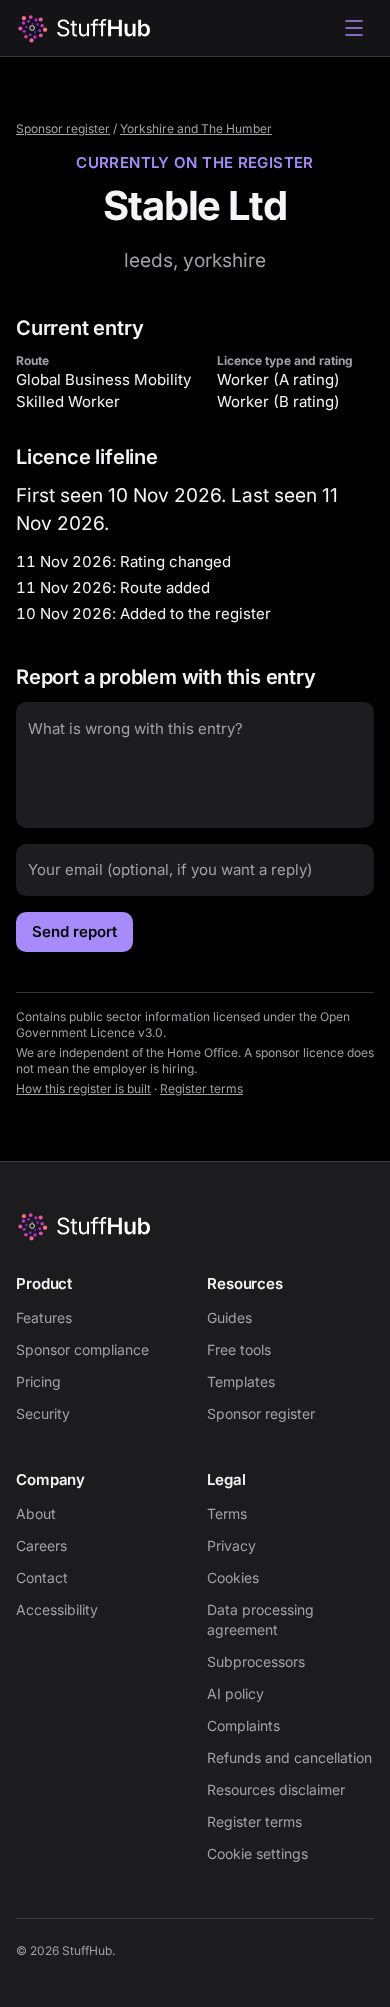 StuffHub
Sponsor register / Yorkshire and The Humber
CURRENTLY ON THE REGISTER
Stable Ltd
leeds, yorkshire
Current entry
Route
Licence type and rating
Global Business Mobility
Worker (A rating)
Skilled Worker
Worker (B rating)
Licence lifeline
First seen 10 Nov 2026. Last seen 11
Nov 2026.
11 Nov 2026: Rating changed
11 Nov 2026: Route added
10 Nov 2026: Added to the register
Report a problem with this entry
What is wrong with this entry?
Your email (optional, if you want a reply)
Send report
Contains public sector information licensed under the Open
Government Licence v3.0.
We are independent of the Home Office. A sponsor licence does
not mean the employer is hiring.
How this register is built · Register terms
StuffHub
Product
Features
Sponsor compliance
Pricing
Security
Resources
Guides
Free tools
Templates
Sponsor register
Company
About
Careers
Contact
Accessibility
Legal
Terms
Privacy
Cookies
Data processing
agreement
Subprocessors
AI policy
Complaints
Refunds and cancellation
Resources disclaimer
Register terms
Cookie settings
© 2026 StuffHub.